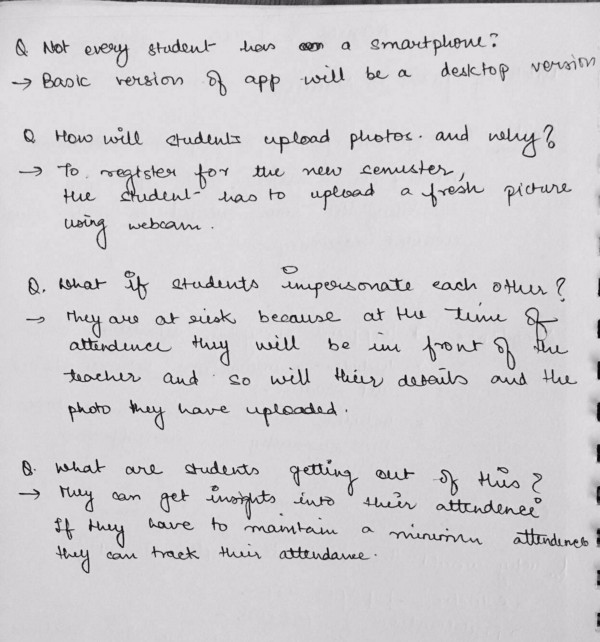 Q Not every student has a smartphone?
→ Basic version of app will be a desktop version
Q How will students upload photos. and why?
→ To register for the new semister,
the student has to upload a fresh picture
using webcam.
Q. What if students impersonate each other?
→ They are at risk because at the time of
attendence they will be in front of the
teacher and so will their details and the
photo they have uploaded.
Q. What are students getting out of this?
→ They can get insights into their attendence
If they have to maintain a minimum attendence
they can track their attendance.